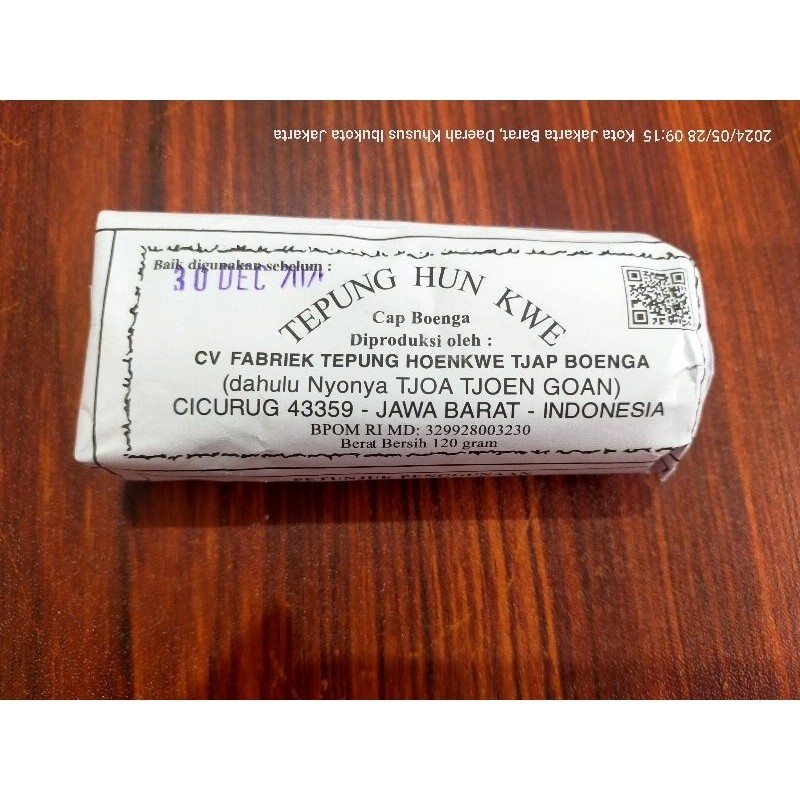 2024/05/28 09:15 Kota Jakarta Barat, Daerah Khusus Ibukota Jakarta
Baik digunakan sebelum :
30 DEC
TEPUNG HUN KWE
Cap Boenga
Diproduksi oleh :
CV FABRIEK TEPUNG HOENKWE TJAP BOENGA
(dahulu Nyonya TJOA TJOEN GOAN)
CICURUG 43359 - JAWA BARAT - INDONESIA
BPOM RI MD: 329928003230
Berat Bersih 120 gram
PETUNJUK PENGGUNAAN